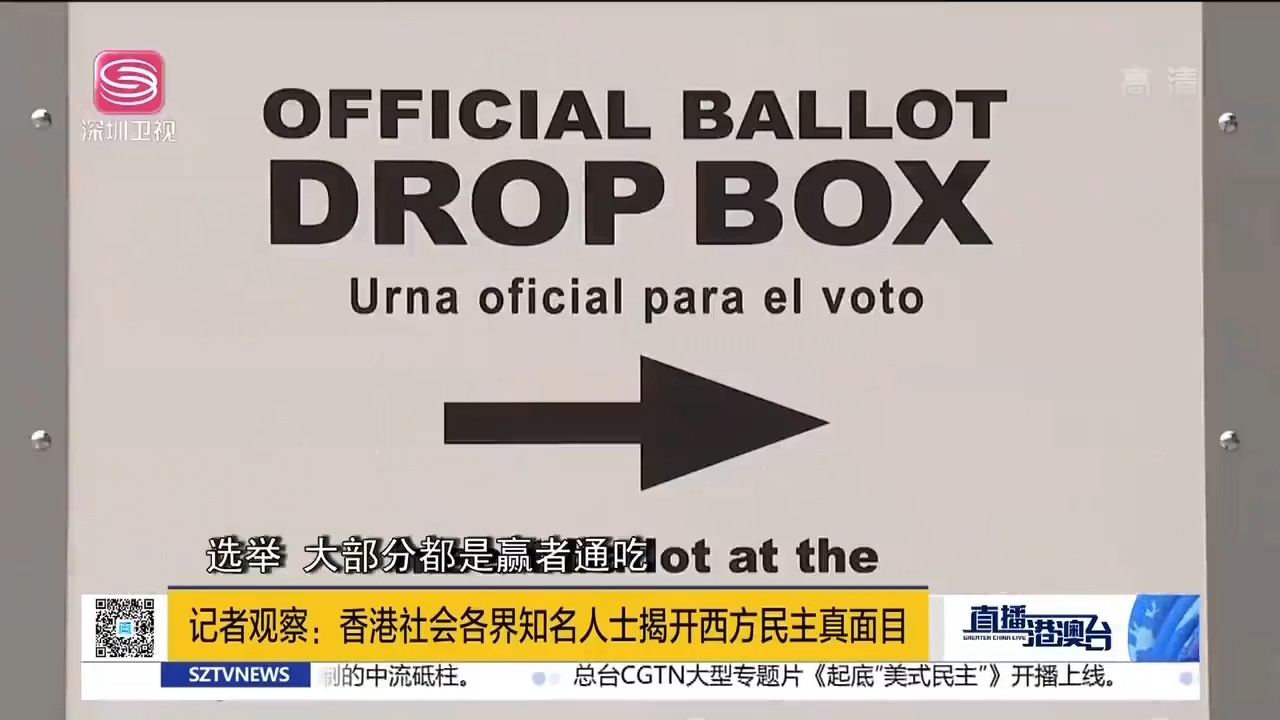 深圳卫视
高清
OFFICIAL BALLOT
DROP BOX
Urna oficial para el voto
选举 大部分都是赢者通吃
lot at the
记者观察：香港社会各界知名人士揭开西方民主真面目
直播港澳台
GREATER CHINA LIVE
SZTVNEWS
制的中流砥柱。
总台CGTN大型专题片《起底“美式民主”》开播上线。